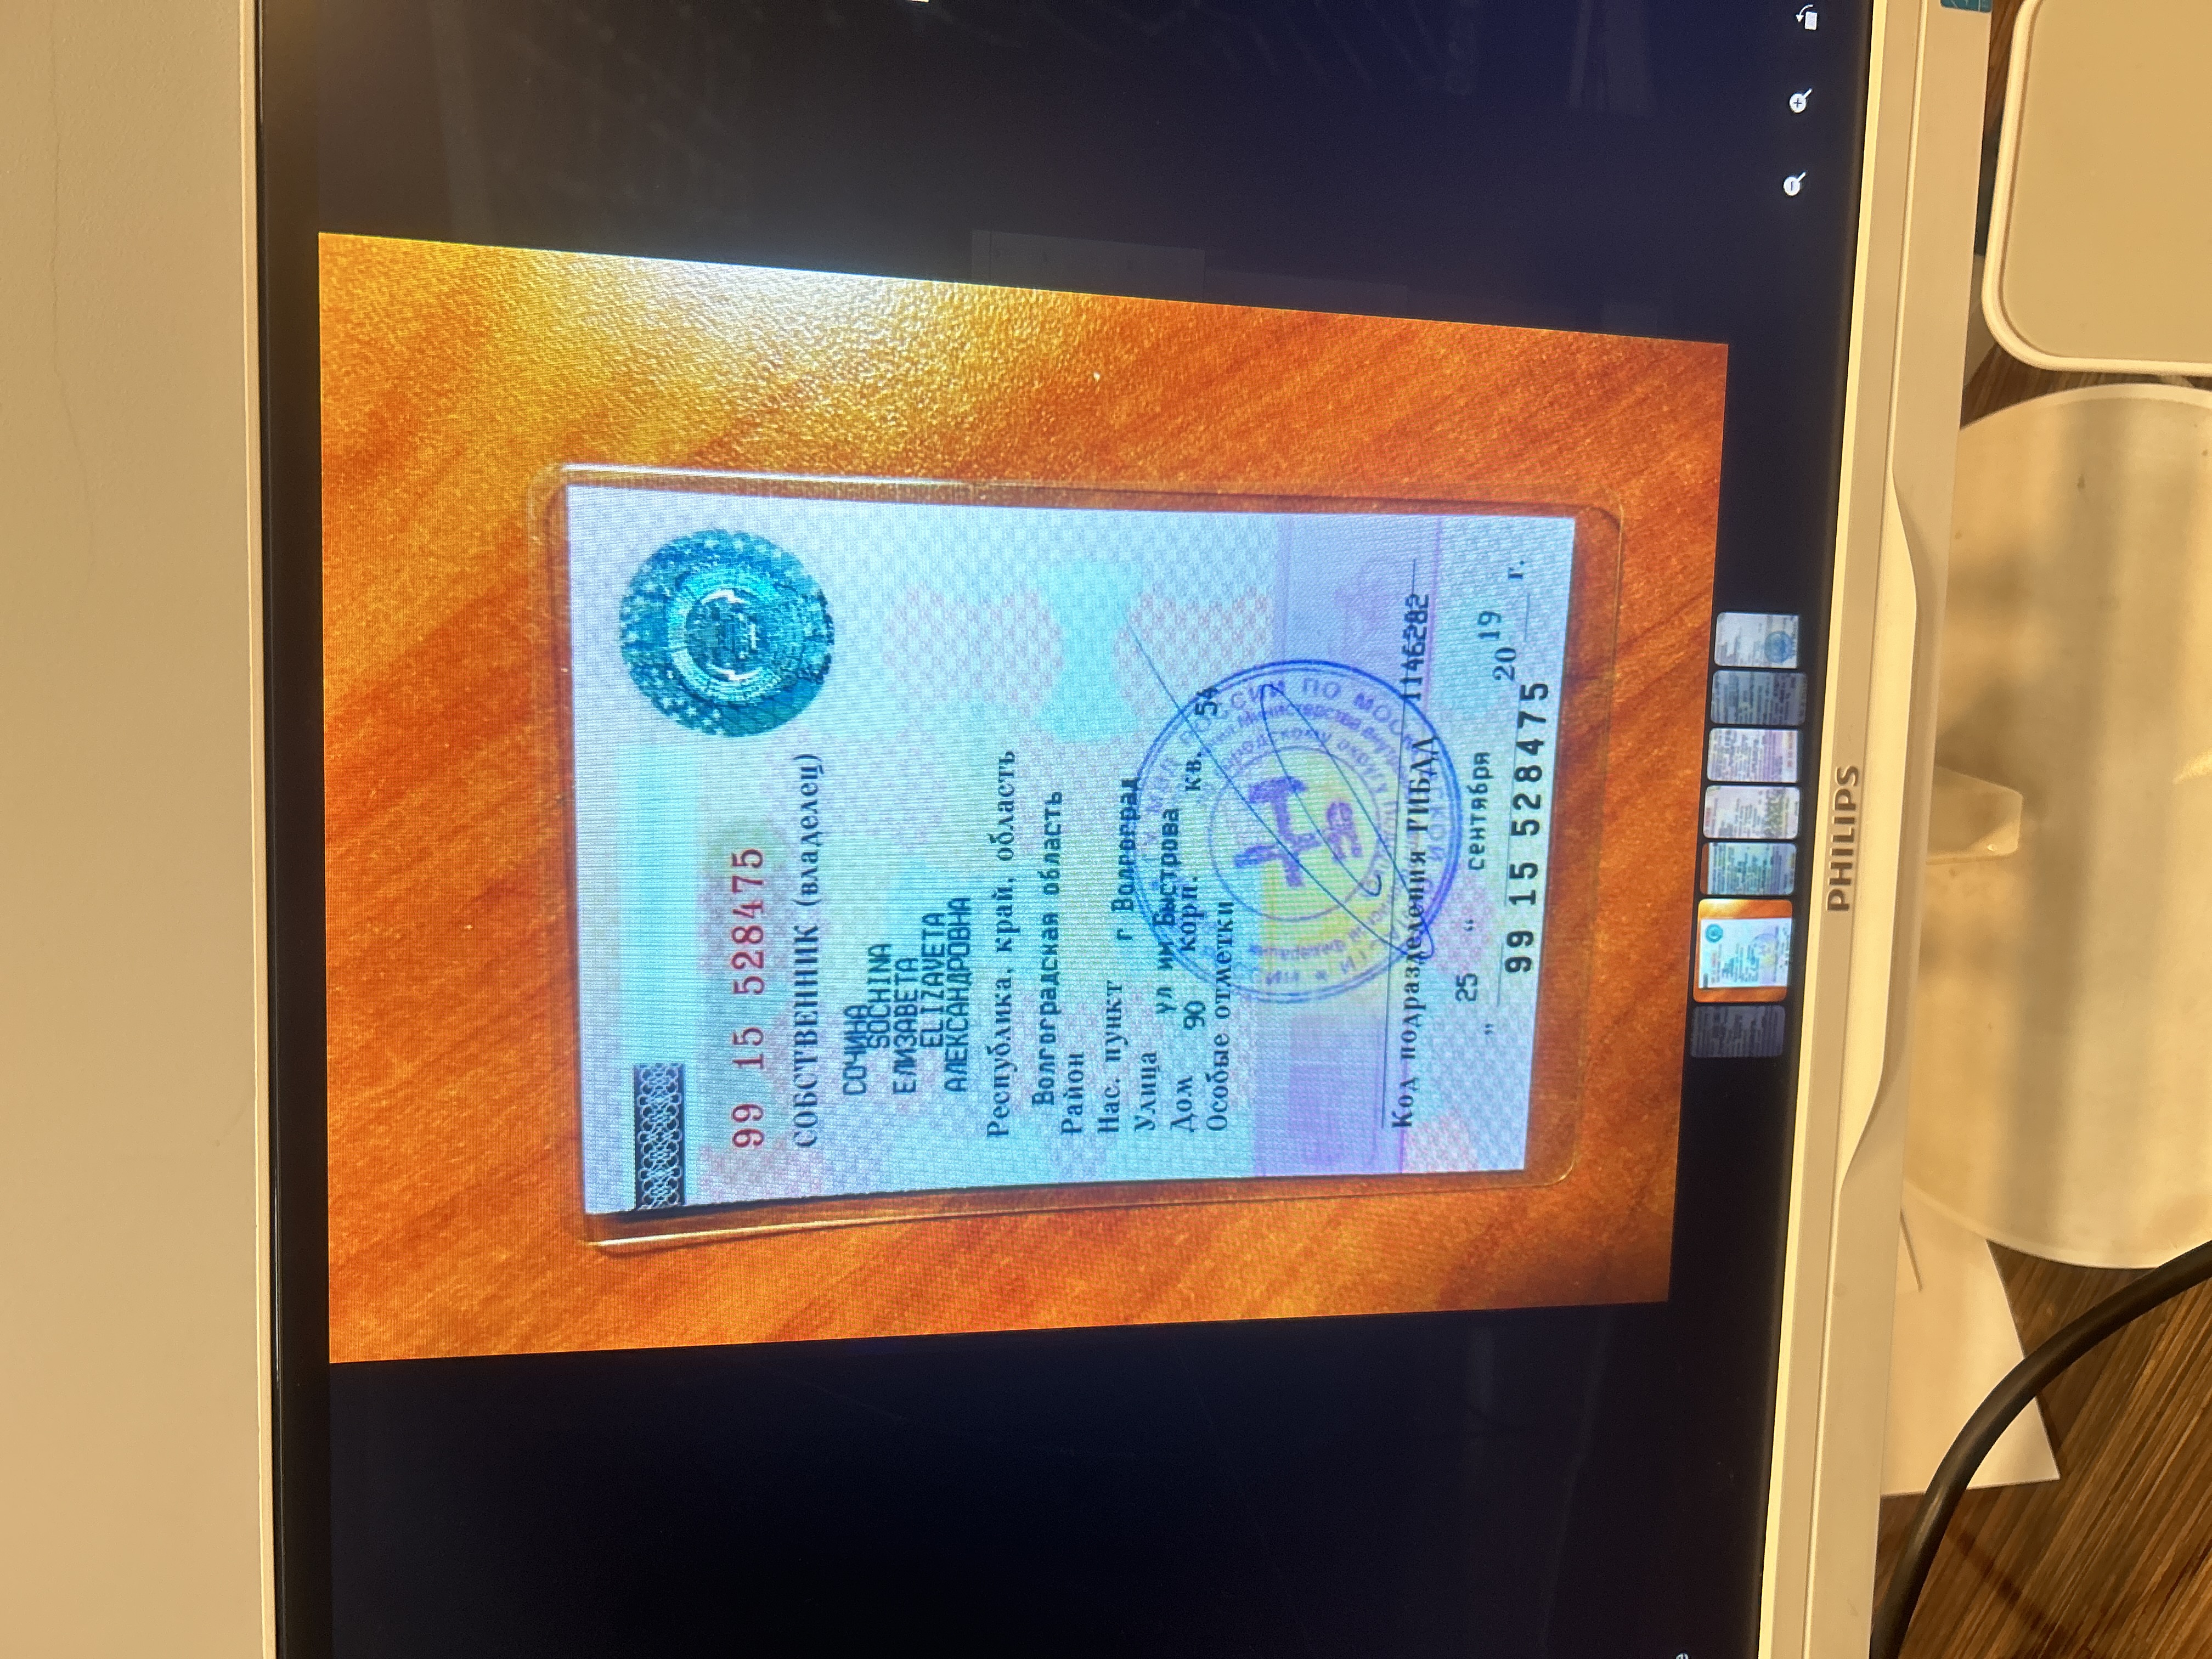 99 15 528475
СОБСТВЕННИК (владелец)
СОЧИНА
SOCHINA
ЕЛИЗАВЕТА
ELIZAVETA
АЛЕКСАНДРОВНА
Республика, край, область
Волгоградская область
Район
Нас. пункт г Волгоград
Улица ул им Быстрова
Дом 90 корп. кв. 54
Особые отметки
Код подразделения ГИБДД 1146282
„ 25 “ сентября 2019 г.
99 15 528475
PHILIPS